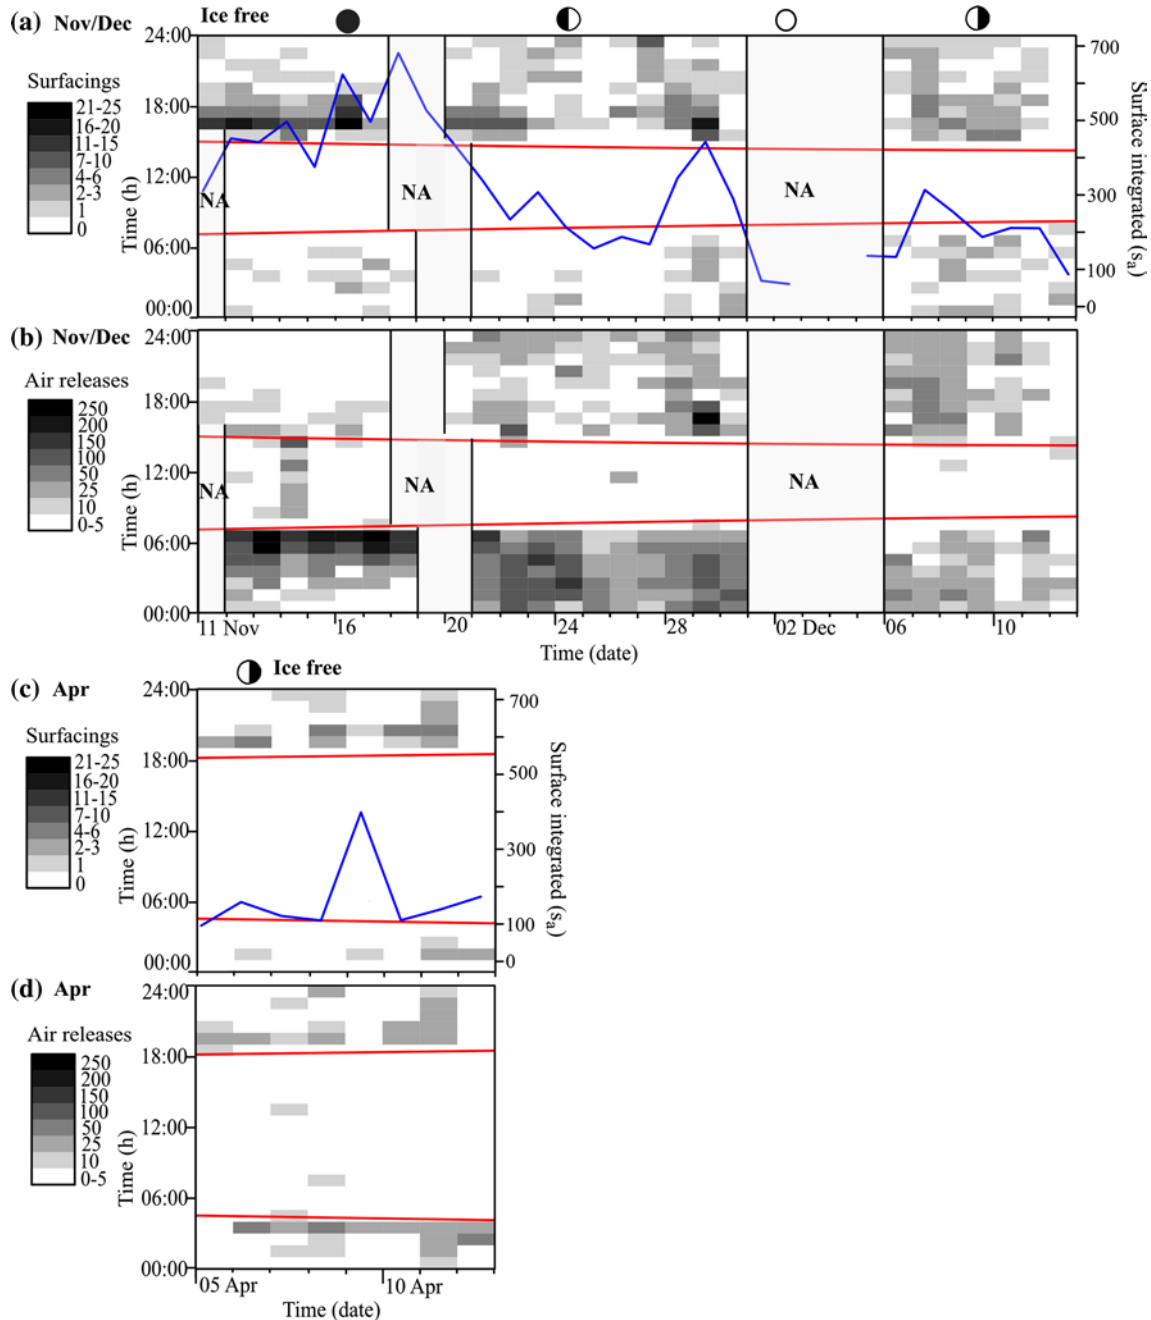 (a) Nov/Dec Ice free
24:00
18:00
12:00
06:00
00:00
Time (h)
Surfacings
21-25
16-20
11-15
7-10
4-6
2-3
1
0
NA
NA
NA
700
500
300
100
0
Surface integrated (sa)
(b) Nov/Dec
24:00
18:00
12:00
06:00
00:00
Time (h)
Air releases
250
200
150
100
50
25
10
0-5
NA
NA
NA
11 Nov 16 20 24 28 02 Dec 06 10
Time (date)
(c) Apr Ice free
24:00
18:00
12:00
06:00
00:00
Time (h)
Surfacings
21-25
16-20
11-15
7-10
4-6
2-3
1
0
700
500
300
100
0
Surface integrated (sa)
(d) Apr
24:00
18:00
12:00
06:00
00:00
Time (h)
Air releases
250
200
150
100
50
25
10
0-5
05 Apr 10 Apr
Time (date)